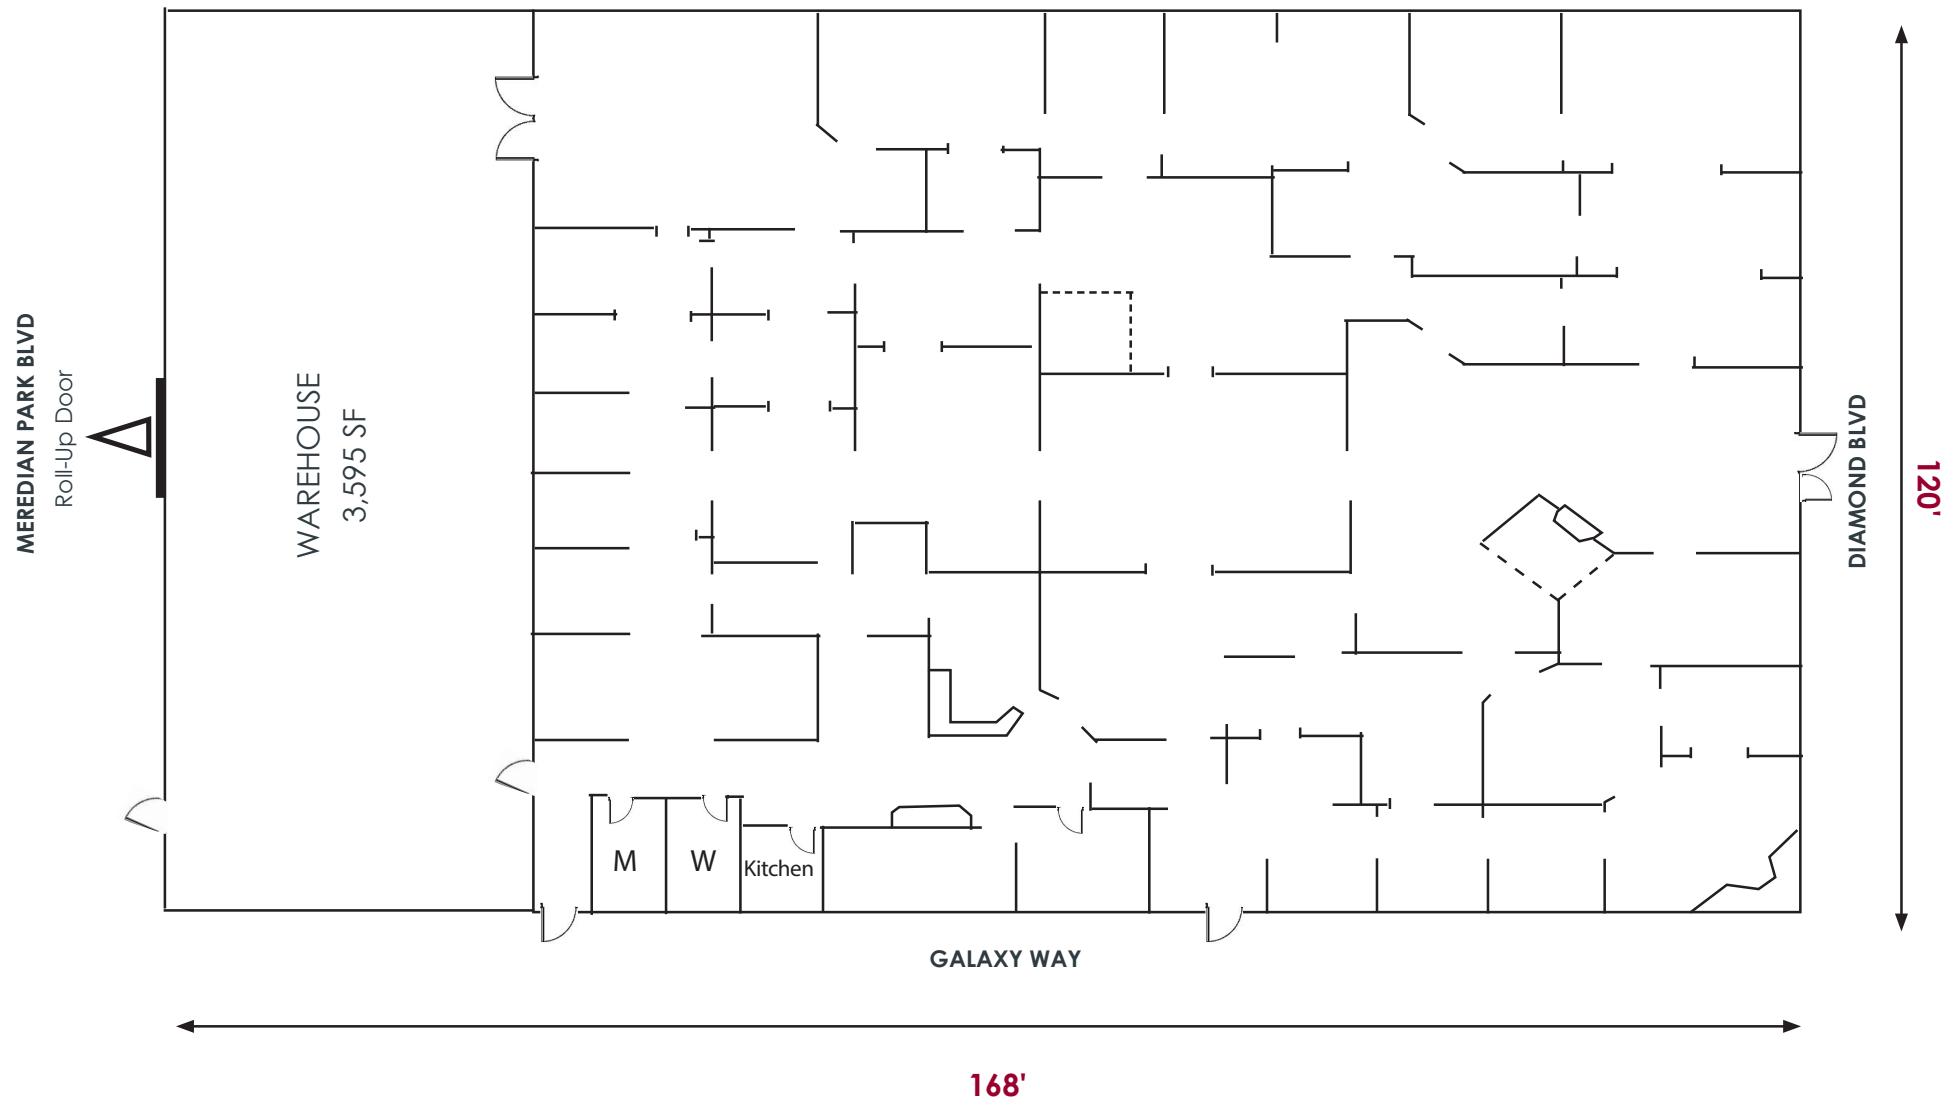 MEREDIAN PARK BLVD
Roll-Up Door
WAREHOUSE
3,595 SF
M
W
Kitchen
DIAMOND BLVD
120'
GALAXY WAY
168'